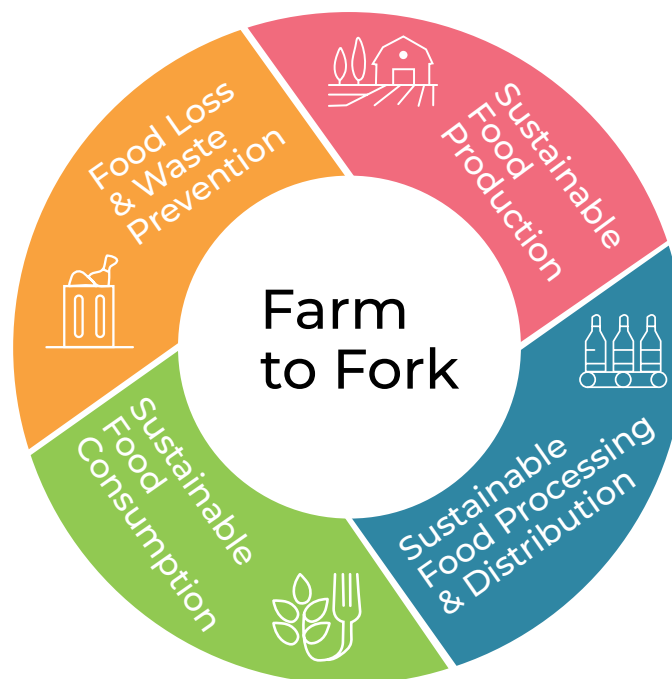 Farm
to Fork
Sustainable
Food
Production
Sustainable
Food Processing
& Distribution
Sustainable
Food
Consumption
Food Loss
& Waste
Prevention